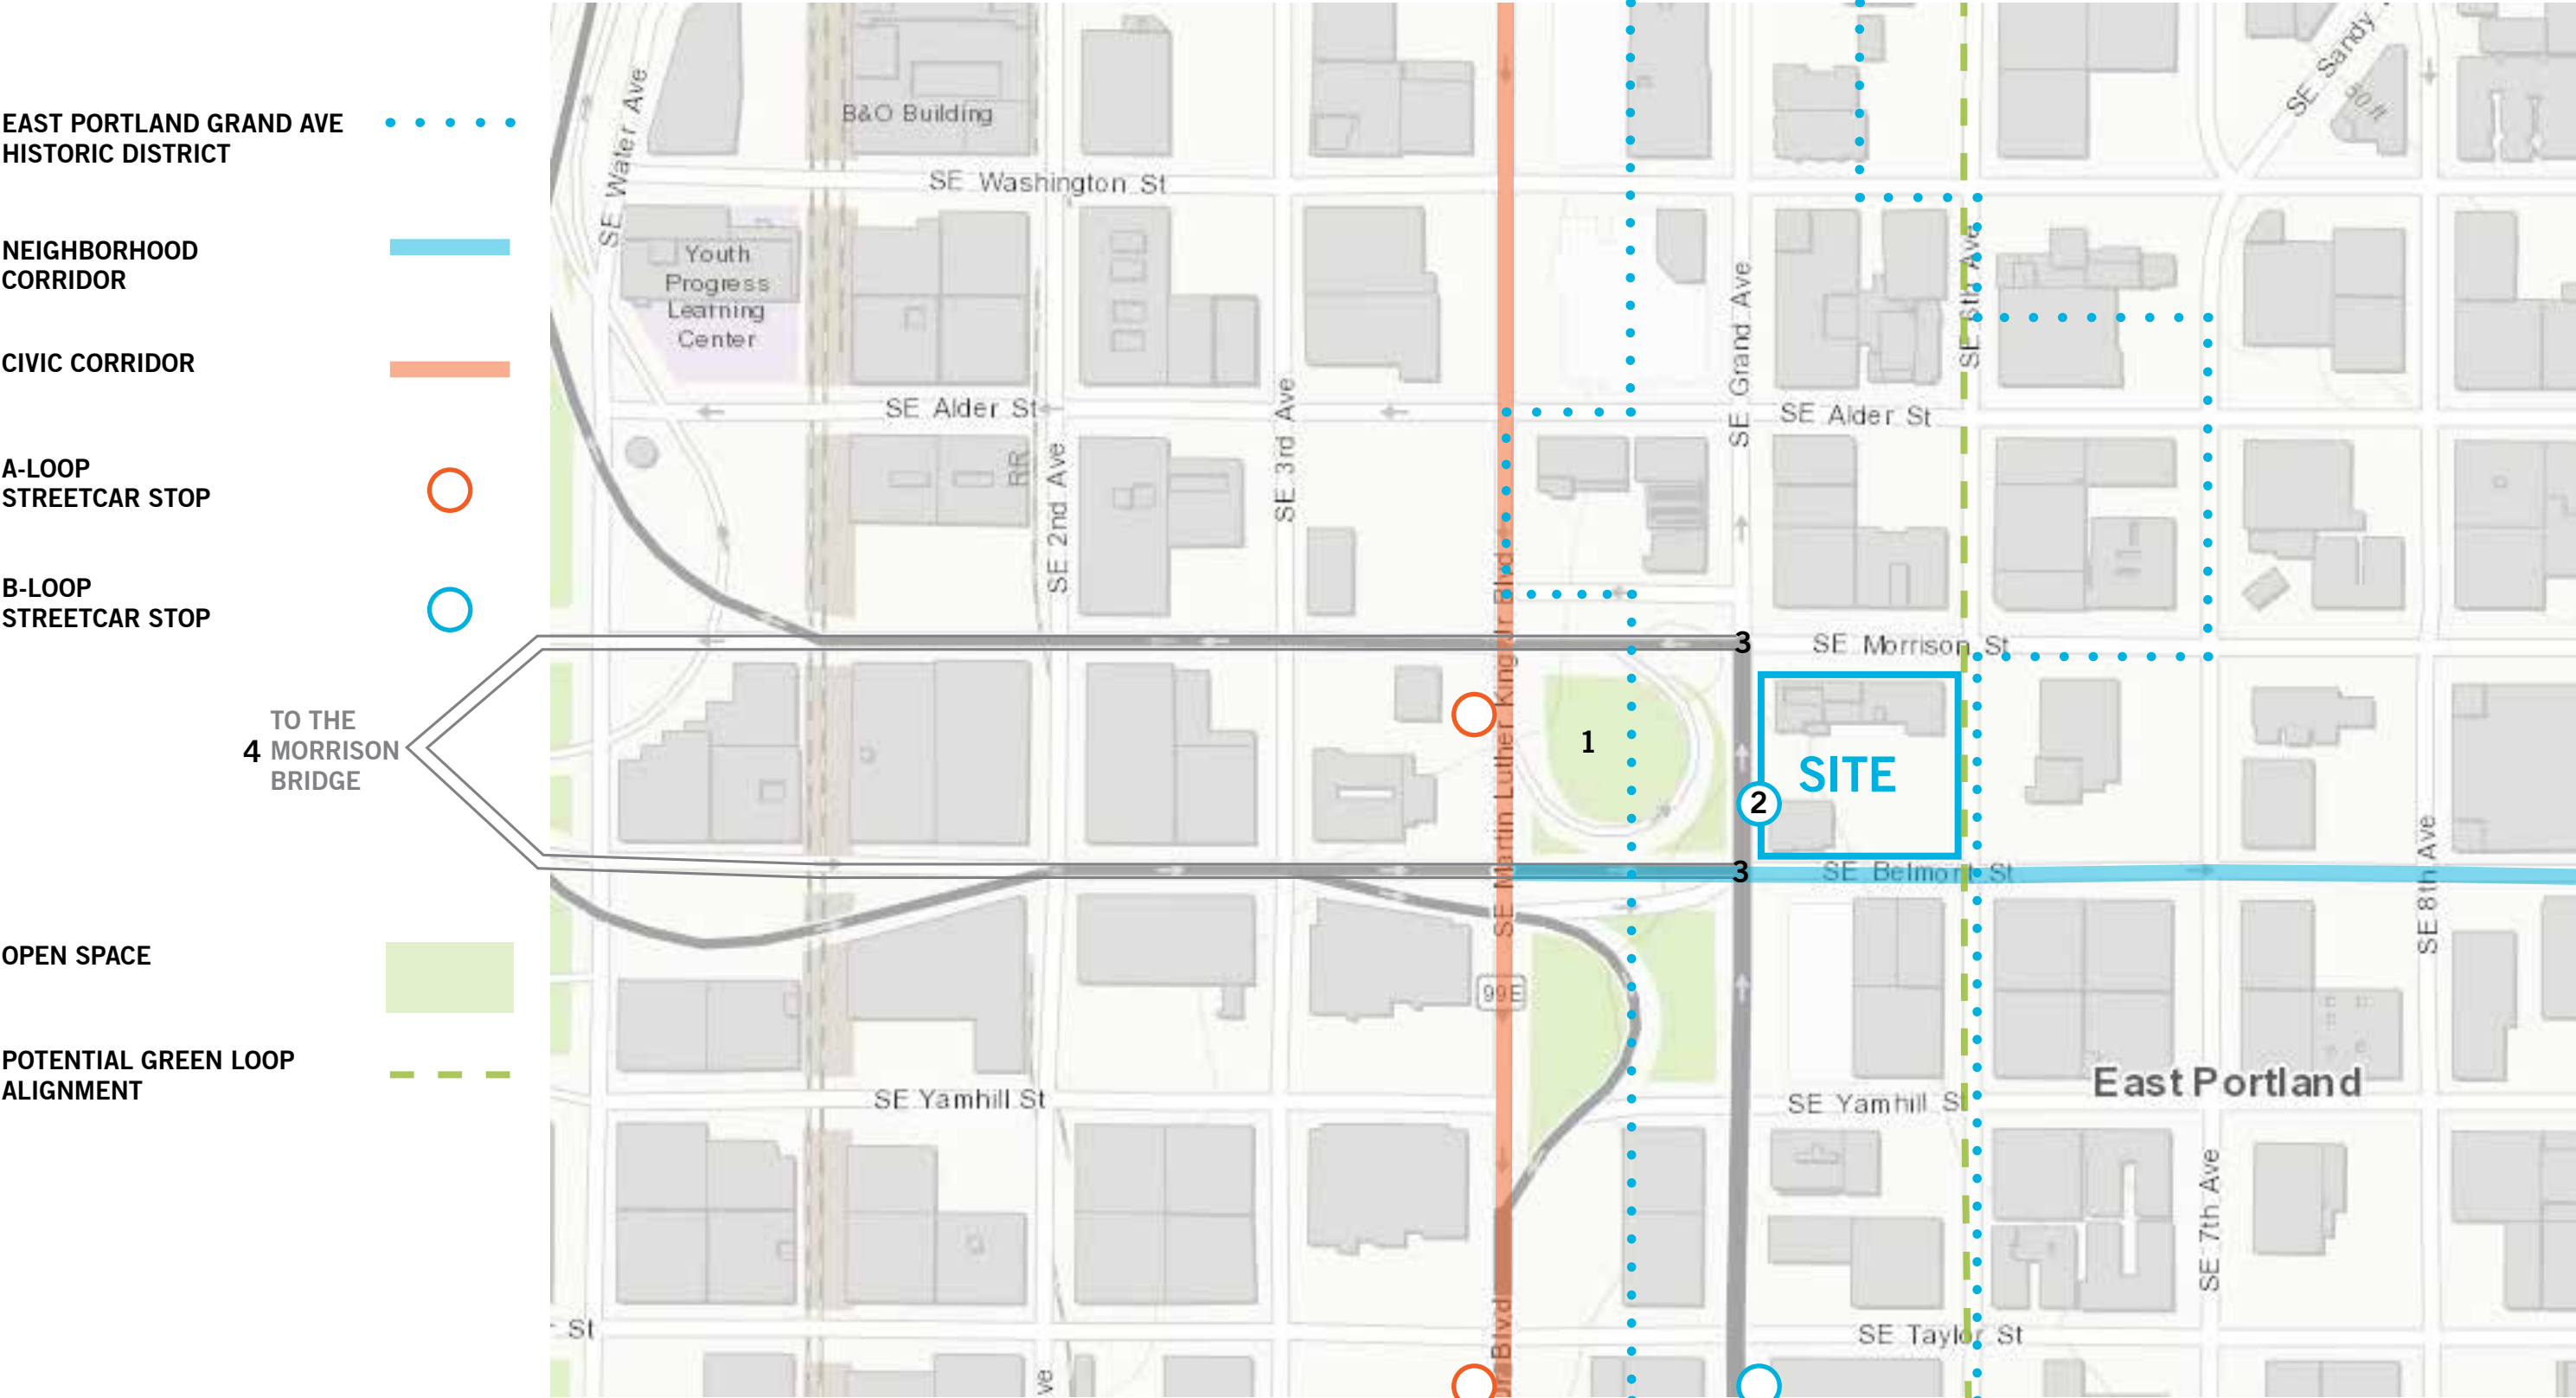 EAST PORTLAND GRAND AVE
HISTORIC DISTRICT
NEIGHBORHOOD
CORRIDOR
CIVIC CORRIDOR
A-LOOP
STREETCAR STOP
B-LOOP
STREETCAR STOP
4
TO THE
MORRISON
BRIDGE
OPEN SPACE
POTENTIAL GREEN LOOP
ALIGNMENT
SE Water Ave
B&O Building
SE Washington St
SE Sandy
50 ft
Youth
Progress
Learning
Center
SE Grand Ave
SE 6th Ave
SE Alder St
SE Alder St
RR
SE 2nd Ave
SE 3rd Ave
SE Martin Luther King Jr Blvd
3
SE Morrison St
1
SITE
2
3
SE Belmont St
SE 8th Ave
99E
East Portland
SE Yamhill St
SE Yamhill St
SE 7th Ave
St
SE Taylor St
Blvd
ve